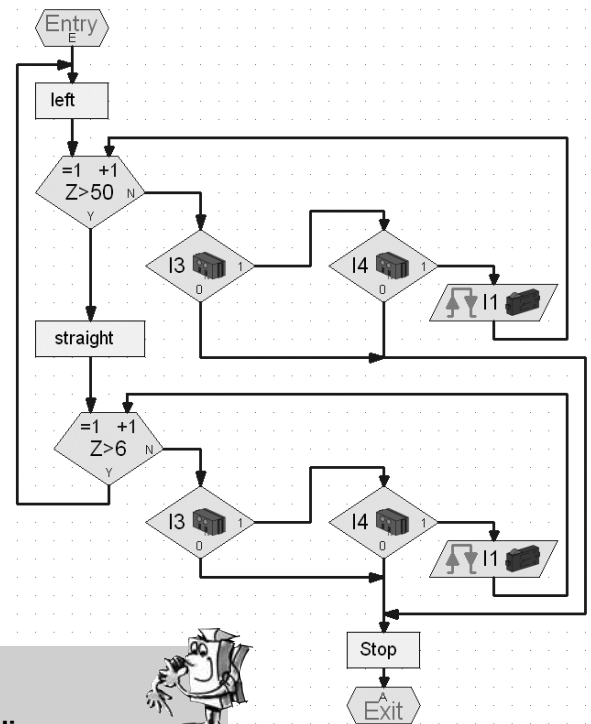 Entry
E
left
=1 +1
Z>50 N
Y
I3 1
0
I4 1
0
I1
straight
=1 +1
Z>6 N
Y
I3 1
0
I4 1
0
I1
Stop
A
Exit